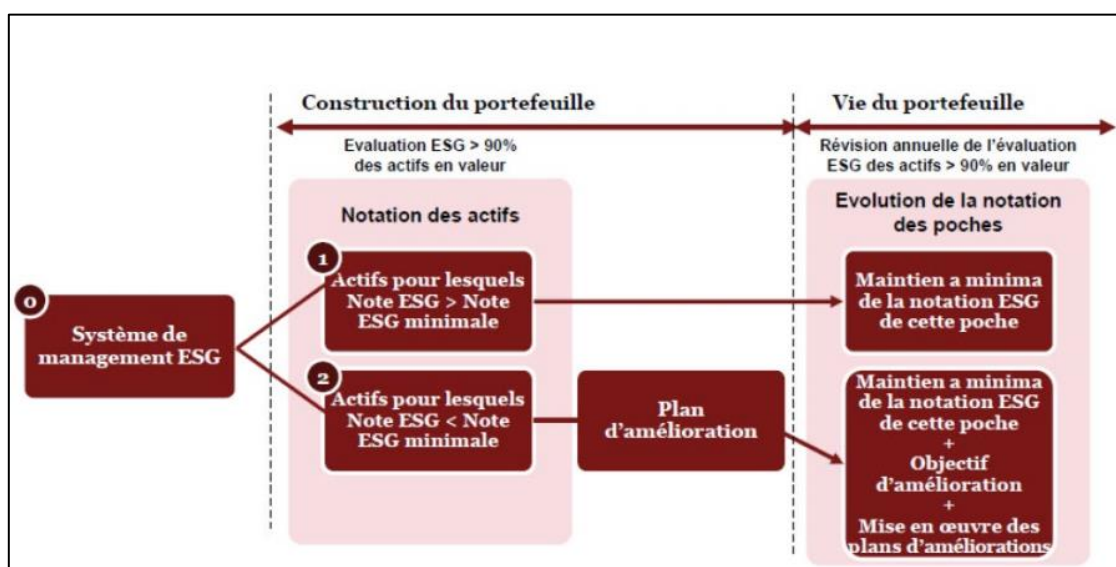 Construction du portefeuille
Vie du portefeuille
Evaluation ESG > 90%
des actifs en valeur
Révision annuelle de l'évaluation
ESG des actifs > 90% en valeur
Notation des actifs
Evolution de la notation
des poches
0
Système de
management ESG
1
Actifs pour lesquels
Note ESG > Note
ESG minimale
Maintien a minima
de la notation ESG
de cette poche
2
Actifs pour lesquels
Note ESG < Note
ESG minimale
Plan
d'amélioration
Maintien a minima
de la notation ESG
de cette poche
+
Objectif
d'amélioration
+
Mise en œuvre des
plans d'améliorations